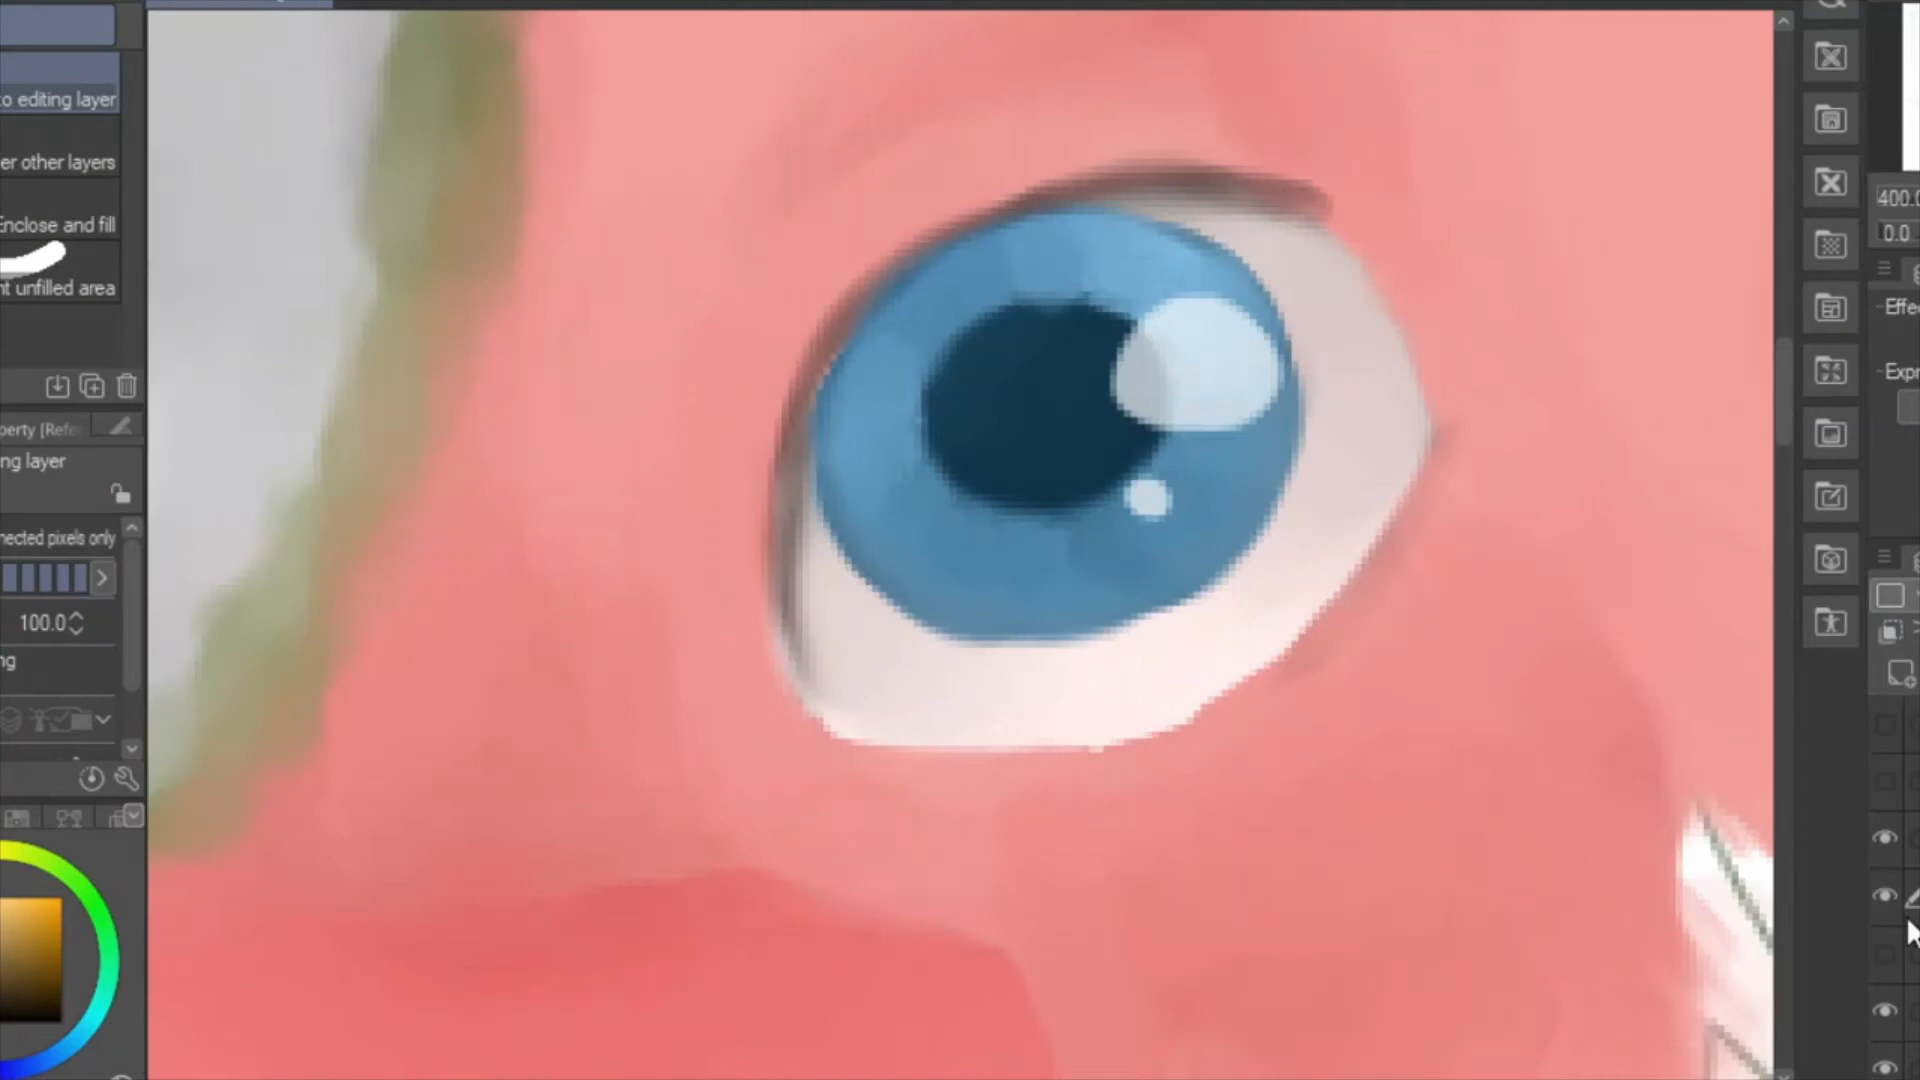 o editing layer
er other layers
Enclose and fill
nt unfilled area
perty [Refe
ng layer
nected pixels only
100.0
ng
400.0
0.0
Effe
Expr